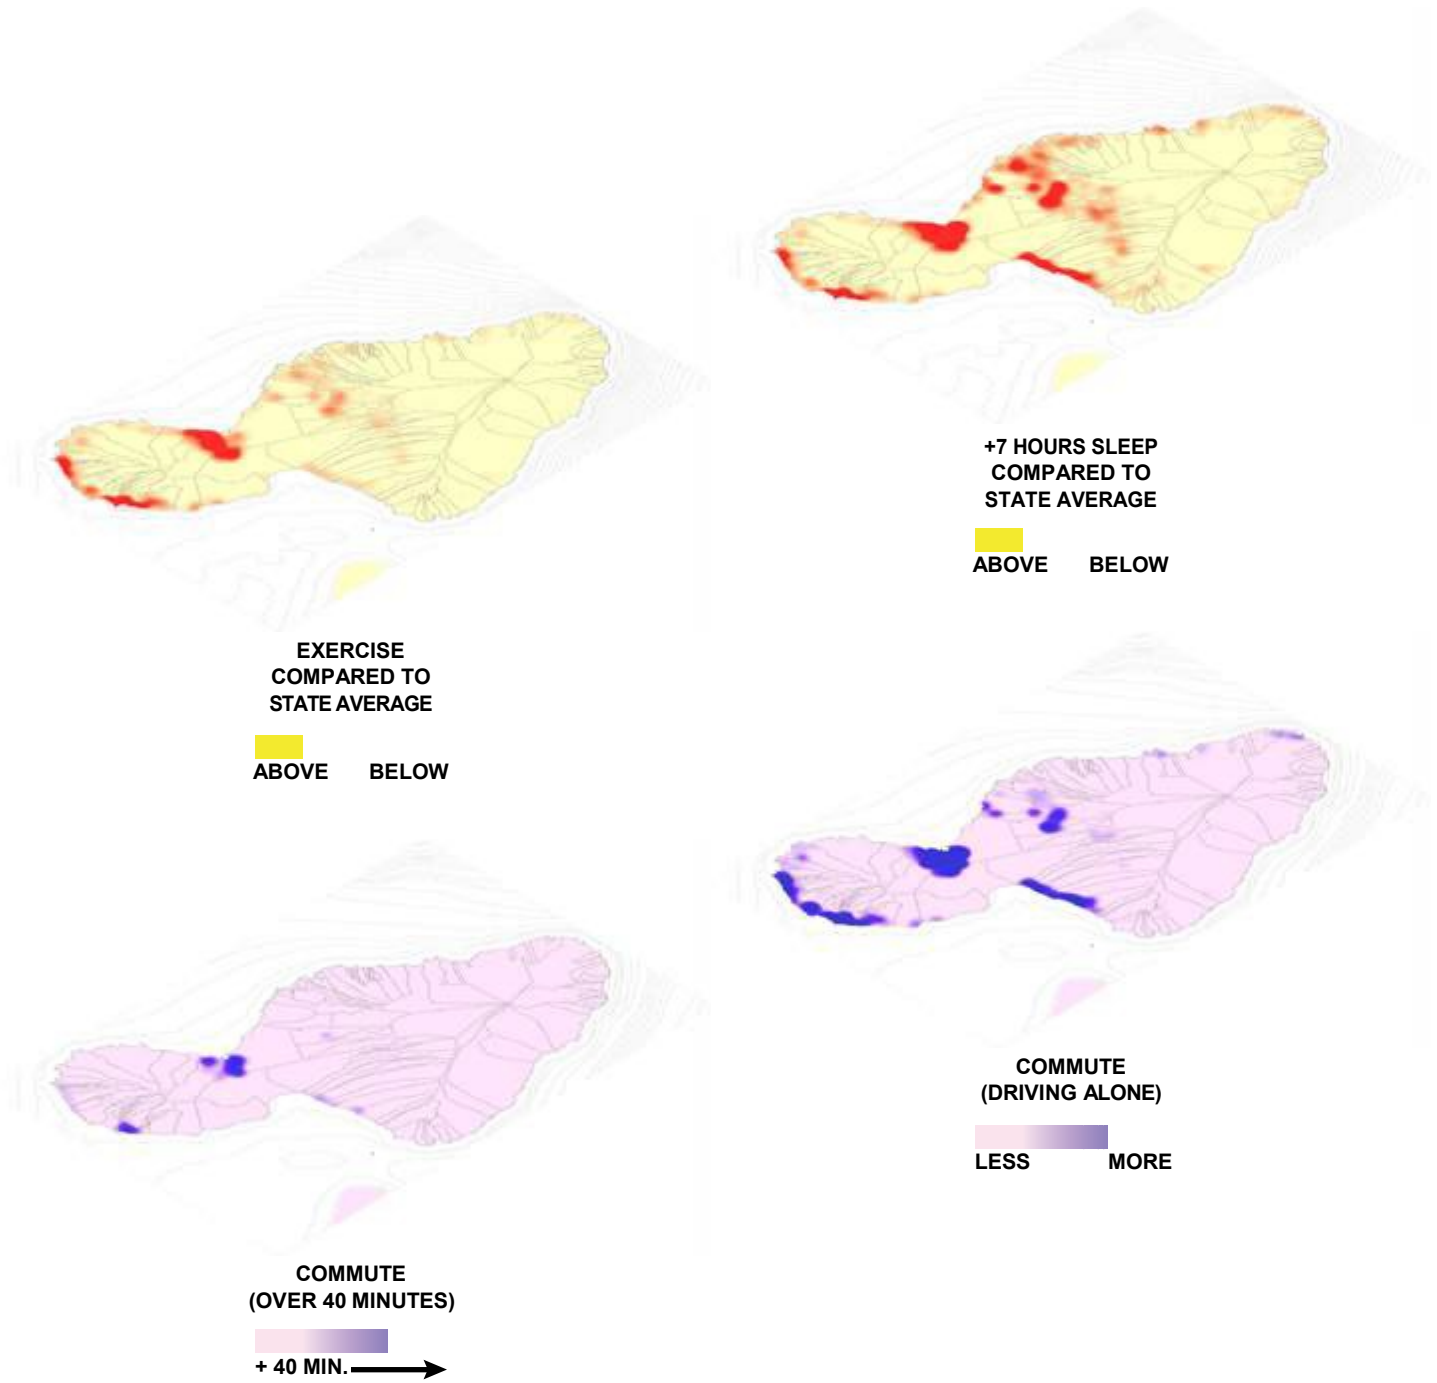 +7 HOURS SLEEP
COMPARED TO
STATE AVERAGE
ABOVE BELOW
EXERCISE
COMPARED TO
STATE AVERAGE
ABOVE BELOW
COMMUTE
(DRIVING ALONE)
LESS MORE
COMMUTE
(OVER 40 MINUTES)
+ 40 MIN.